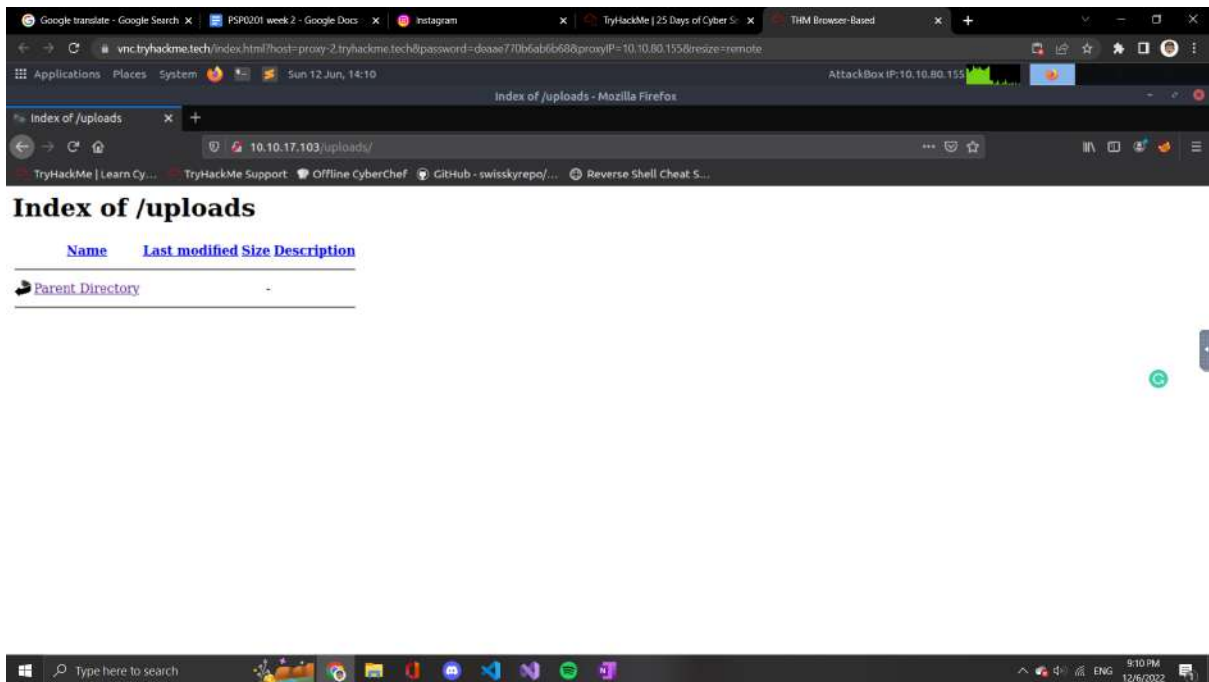 Google translate - Google Search
PSP0201 week 2 - Google Docs
Instagram
TryHackMe | 25 Days of Cyber Se
THM Browser-Based
vnc.tryhackme.tech/index.html?host=proxy-2.tryhackme.tech&password=deaae770b6ab6b68&proxyIP=10.10.80.155&resize=remote
Applications Places System Sun 12 Jun, 14:10 AttackBox IP:10.10.80.155
Index of /uploads - Mozilla Firefox
Index of /uploads
10.10.17.103/uploads/
TryHackMe | Learn Cy... TryHackMe Support Offline CyberChef GitHub - swisskyrepo/... Reverse Shell Cheat S...
Index of /uploads
Name Last modified Size Description
Parent Directory -
Type here to search
ENG
9:10 PM
12/6/2022